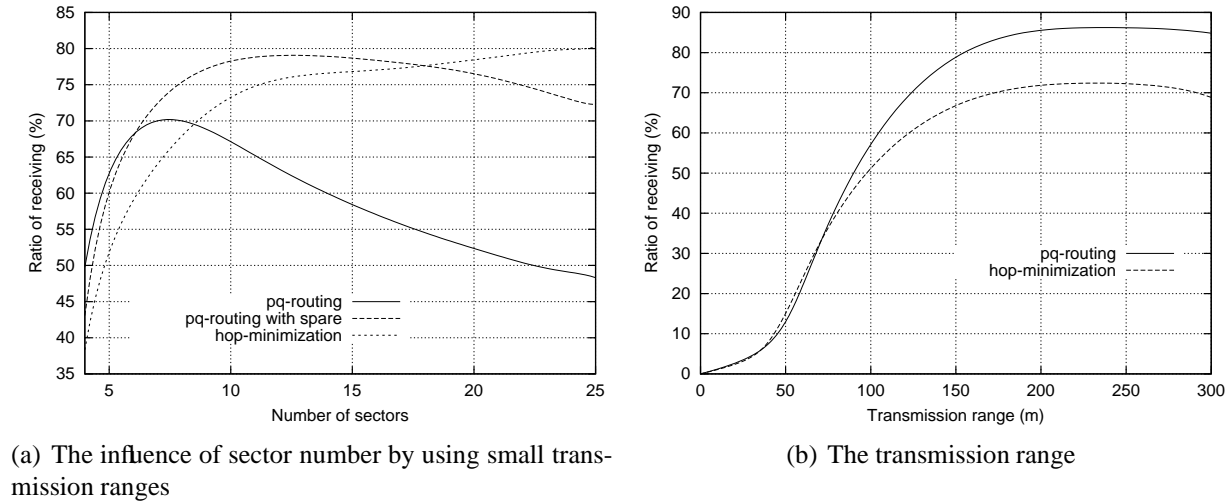 85
80
75
70
65
60
55
50
45
40
35
Ratio of receiving (%)
pq-routing
pq-routing with spare
hop-minimization
5 10 15 20 25
Number of sectors
(a) The influence of sector number by using small trans-
mission ranges
90
80
70
60
50
40
30
20
10
0
Ratio of receiving (%)
pq-routing
hop-minimization
0 50 100 150 200 250 300
Transmission range (m)
(b) The transmission range